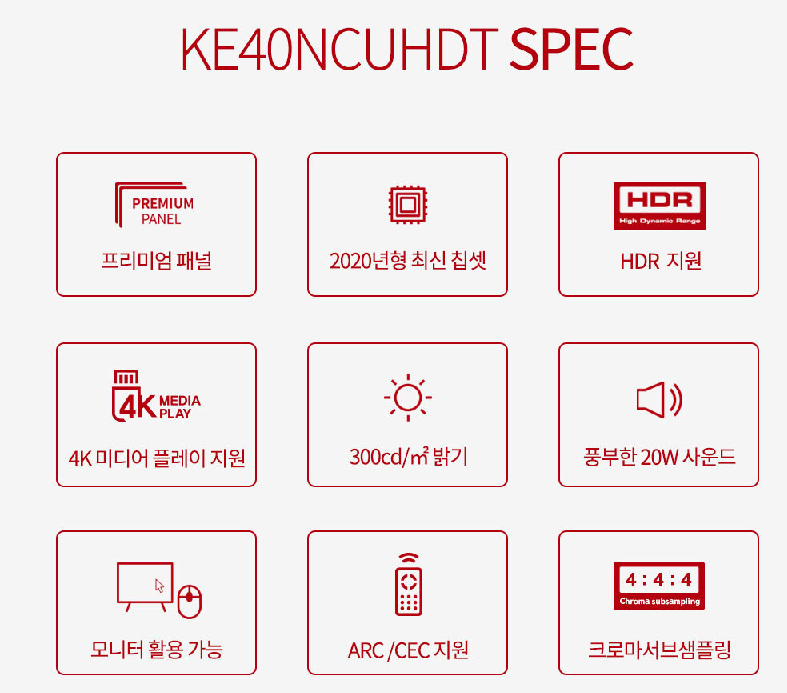 KE40NCUHDT SPEC
PREMIUM
PANEL
프리미엄 패널
2020년형 최신 칩셋
HDR
High Dynamic Range
HDR 지원
4K MEDIA
PLAY
4K 미디어 플레이 지원
300cd/㎡ 밝기
풍부한 20W 사운드
모니터 활용 가능
ARC /CEC 지원
4:4:4
Chroma subsampling
크로마서브샘플링